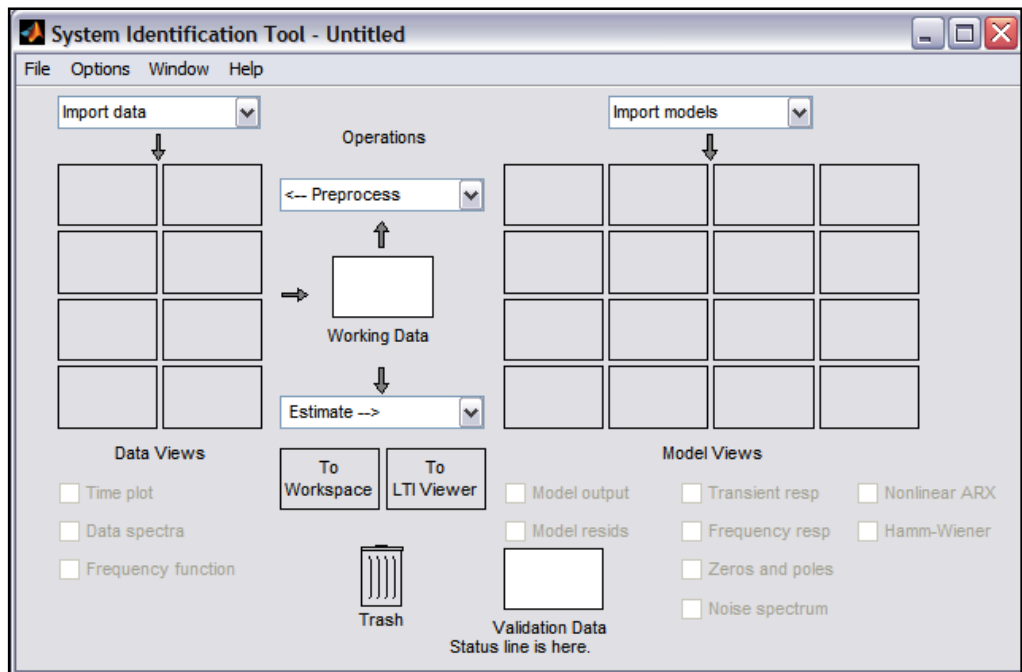 System Identification Tool - Untitled
File Options Window Help
Import data
Import models
Operations
<-- Preprocess
Working Data
Estimate -->
Data Views
Time plot
Data spectra
Frequency function
To Workspace
To LTI Viewer
Trash
Model Views
Model output
Transient resp
Nonlinear ARX
Model resids
Frequency resp
Hamm-Wiener
Zeros and poles
Noise spectrum
Validation Data
Status line is here.